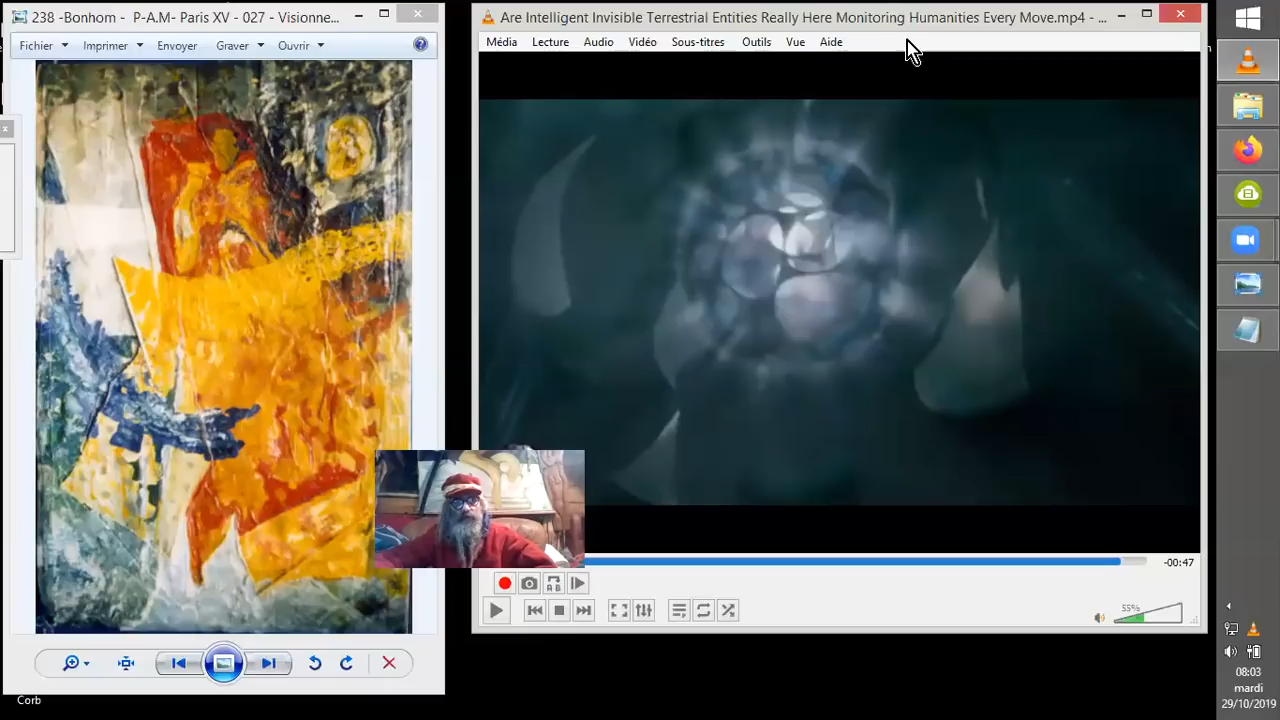 238 -Bonhom -  P-A.M- Paris XV - 027 - Visionne...
Fichier Imprimer Envoyer Graver Ouvrir
Are Intelligent Invisible Terrestrial Entities Really Here Monitoring Humanities Every Move.mp4 - ...
Média Lecture Audio Vidéo Sous-titres Outils Vue Aide
-00:47
55%
Corb
08:03
mardi
29/10/2019